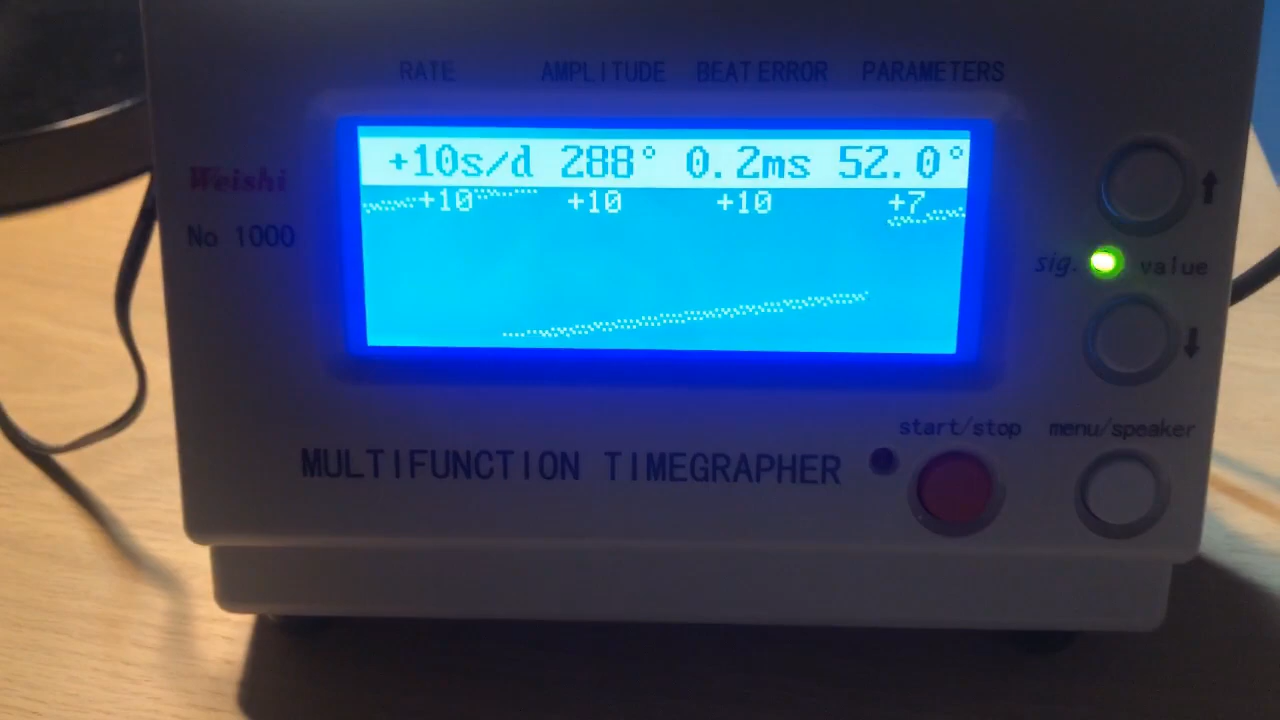 RATE AMPLITUDE BEAT ERROR PARAMETERS
+10s/d 288° 0.2ms 52.0°
+10 +10 +10 +7
Weishi
No 1000
sig. value
start/stop menu/speaker
MULTIFUNCTION TIMEGRAPHER